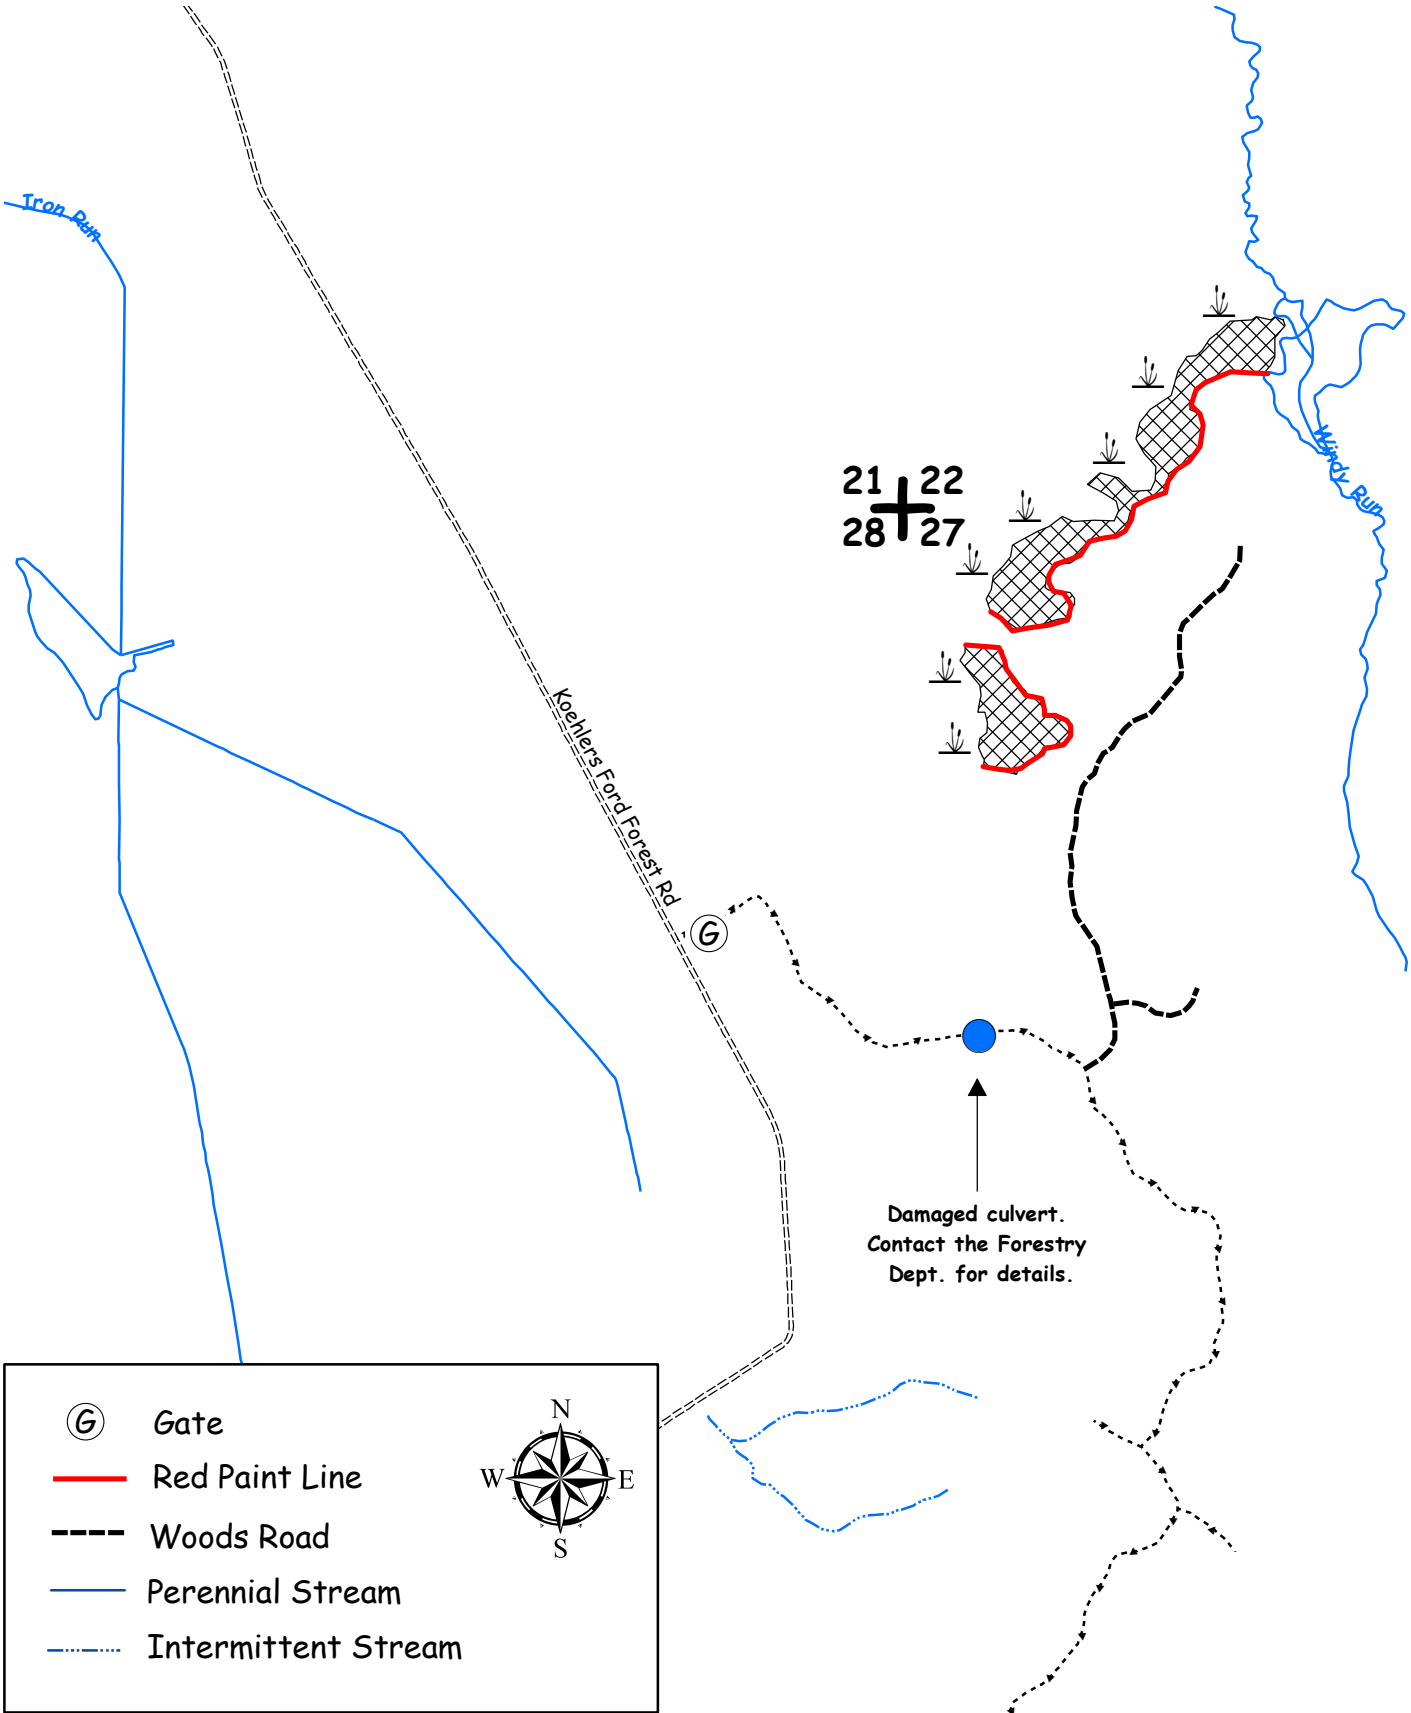 Iron Run
Windy Run
21 22
28 27
Koehlers Ford Forest Rd
G
Damaged culvert.
Contact the Forestry
Dept. for details.
G Gate
Red Paint Line
Woods Road
Perennial Stream
Intermittent Stream
N
W E
S